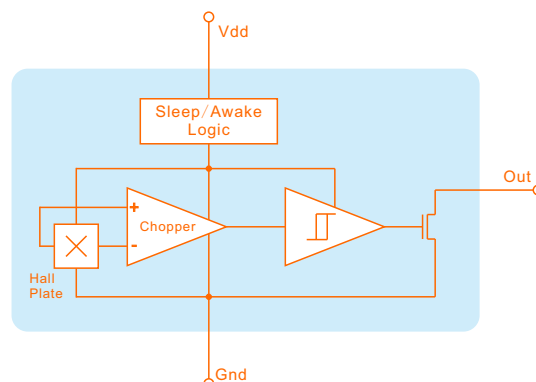 Vdd
Sleep/Awake
Logic
Out
+
Chopper
-
Hall
Plate
Gnd